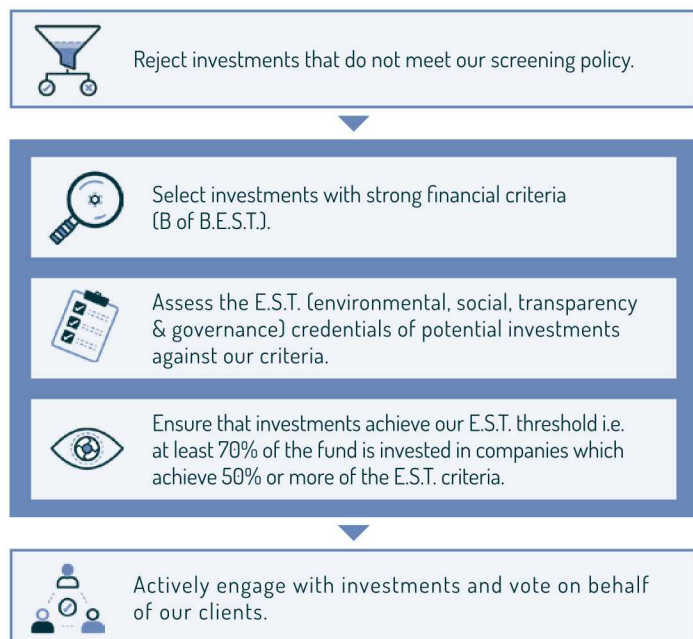 Reject investments that do not meet our screening policy.
Select investments with strong financial criteria
(B of B.E.S.T.).
Assess the E.S.T. (environmental, social, transparency
& governance) credentials of potential investments
against our criteria.
Ensure that investments achieve our E.S.T. threshold i.e.
at least 70% of the fund is invested in companies which
achieve 50% or more of the E.S.T. criteria.
Actively engage with investments and vote on behalf
of our clients.